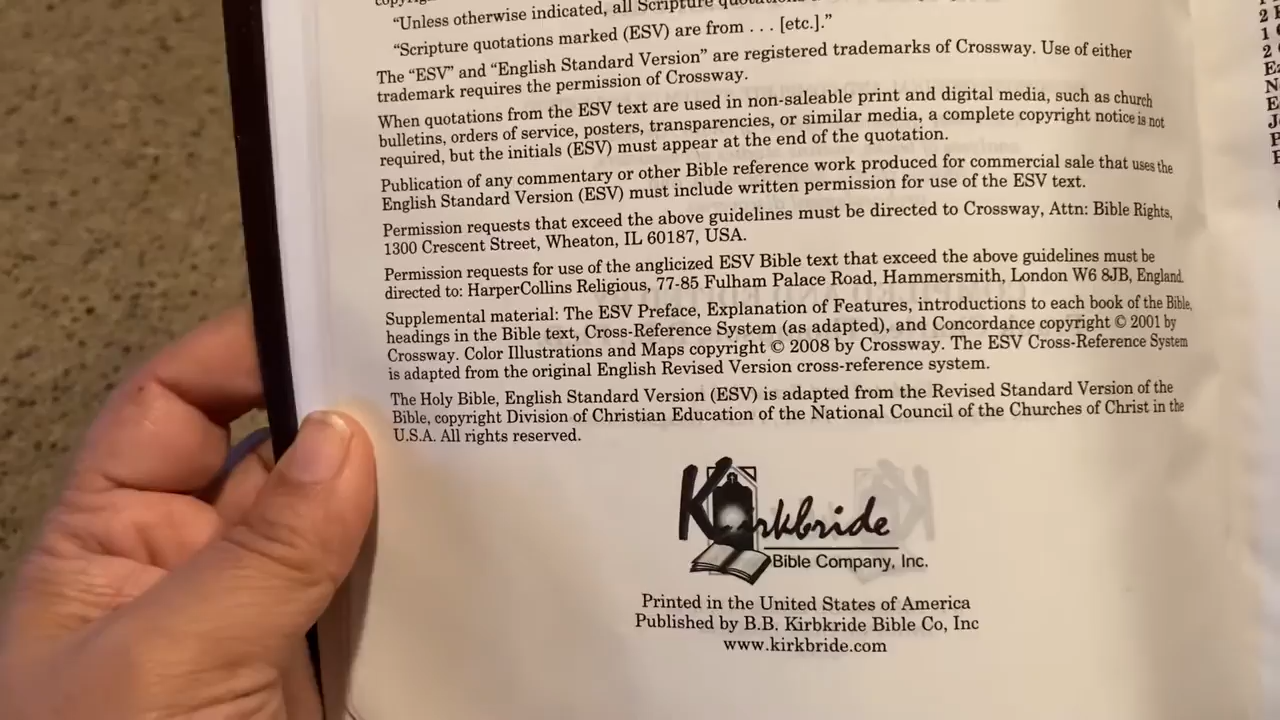 “Unless otherwise indicated, all Scripture quotations
“Scripture quotations marked (ESV) are from . . . [etc.].”
The “ESV” and “English Standard Version” are registered trademarks of Crossway. Use of either
trademark requires the permission of Crossway.
When quotations from the ESV text are used in non-saleable print and digital media, such as church
bulletins, orders of service, posters, transparencies, or similar media, a complete copyright notice is not
required, but the initials (ESV) must appear at the end of the quotation.
Publication of any commentary or other Bible reference work produced for commercial sale that uses the
English Standard Version (ESV) must include written permission for use of the ESV text.
Permission requests that exceed the above guidelines must be directed to Crossway, Attn: Bible Rights,
1300 Crescent Street, Wheaton, IL 60187, USA.
Permission requests for use of the anglicized ESV Bible text that exceed the above guidelines must be
directed to: HarperCollins Religious, 77-85 Fulham Palace Road, Hammersmith, London W6 8JB, England.
Supplemental material: The ESV Preface, Explanation of Features, introductions to each book of the Bible,
headings in the Bible text, Cross-Reference System (as adapted), and Concordance copyright © 2001 by
Crossway. Color Illustrations and Maps copyright © 2008 by Crossway. The ESV Cross-Reference System
is adapted from the original English Revised Version cross-reference system.
The Holy Bible, English Standard Version (ESV) is adapted from the Revised Standard Version of the
Bible, copyright Division of Christian Education of the National Council of the Churches of Christ in the
U.S.A. All rights reserved.
Kirkbride
Bible Company, Inc.
Printed in the United States of America
Published by B.B. Kirbkride Bible Co, Inc
www.kirkbride.com